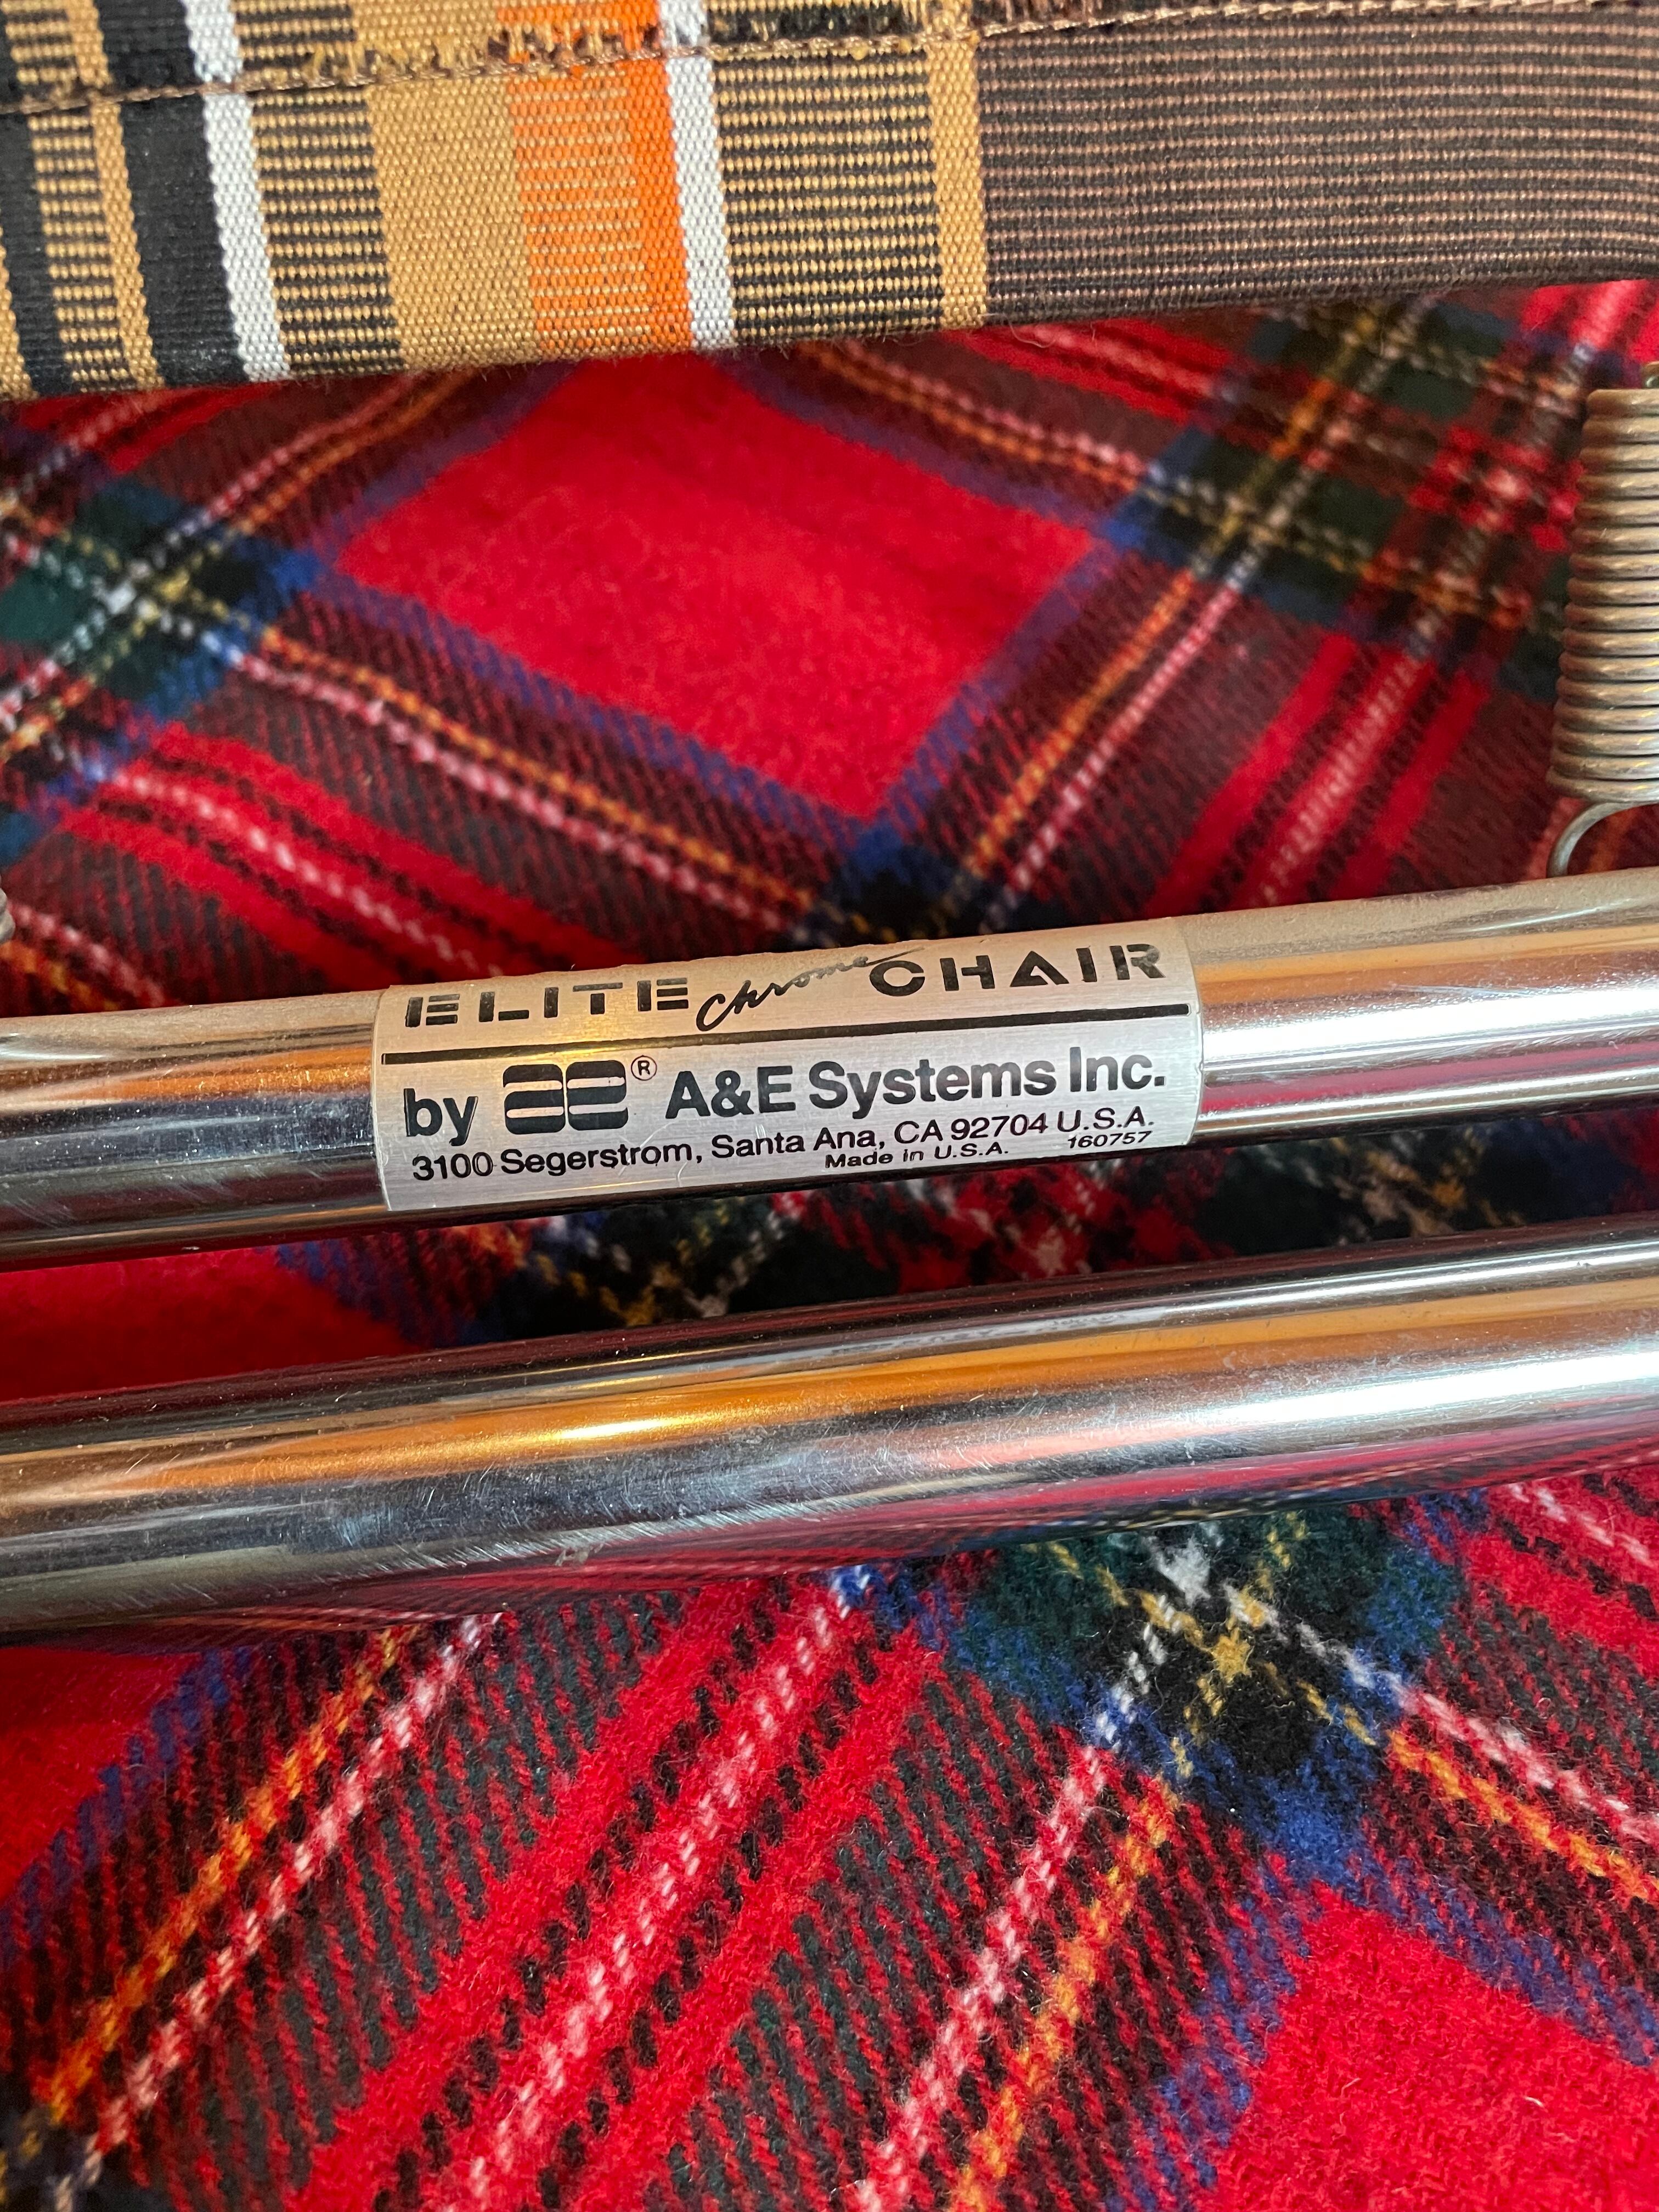 ELITE Chrome CHAIR
by AE® A&E Systems Inc.
3100 Segerstrom, Santa Ana, CA 92704 U.S.A.
Made in U.S.A. 160757